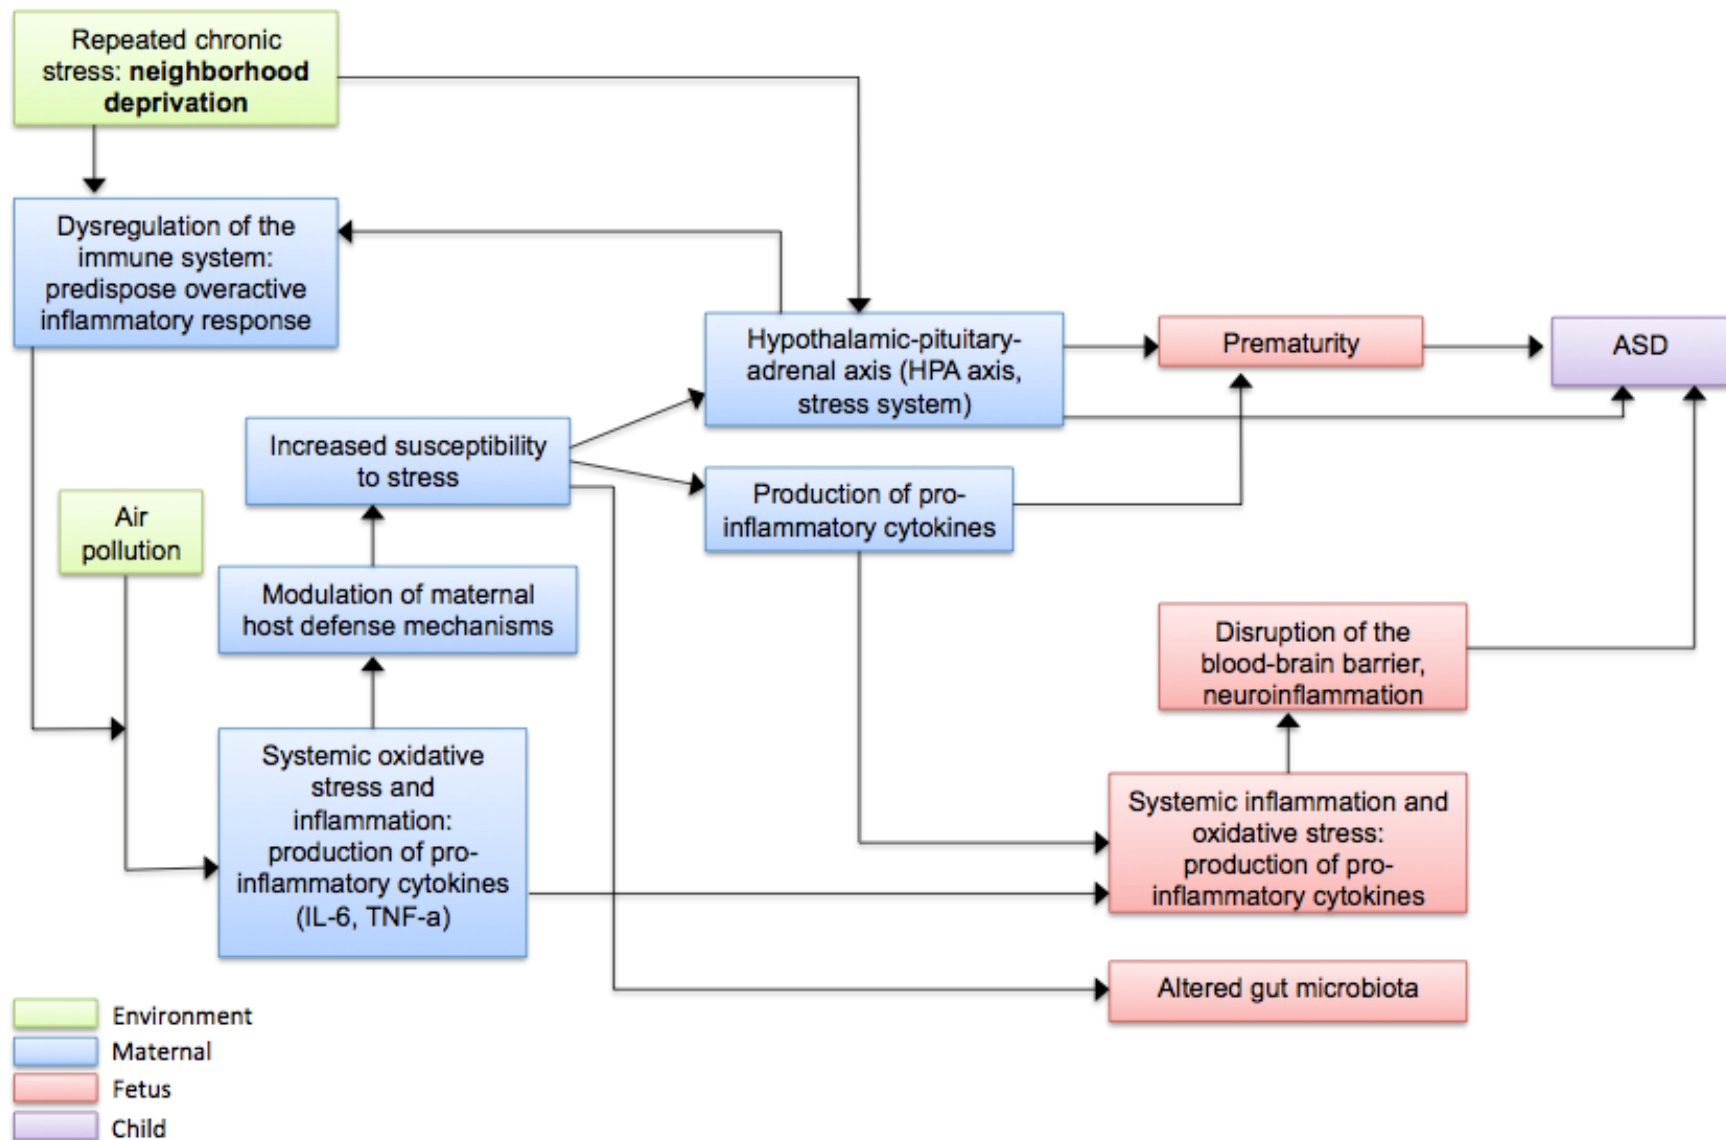 Repeated chronic
stress: neighborhood
deprivation
Dysregulation of the
immune system:
predispose overactive
inflammatory response
Hypothalamic-pituitary-
adrenal axis (HPA axis,
stress system)
Prematurity
ASD
Increased susceptibility
to stress
Production of pro-
inflammatory cytokines
Air
pollution
Modulation of maternal
host defense mechanisms
Disruption of the
blood-brain barrier,
neuroinflammation
Systemic oxidative
stress and
inflammation:
production of pro-
inflammatory cytokines
(IL-6, TNF-a)
Systemic inflammation and
oxidative stress:
production of pro-
inflammatory cytokines
Altered gut microbiota
Environment
Maternal
Fetus
Child